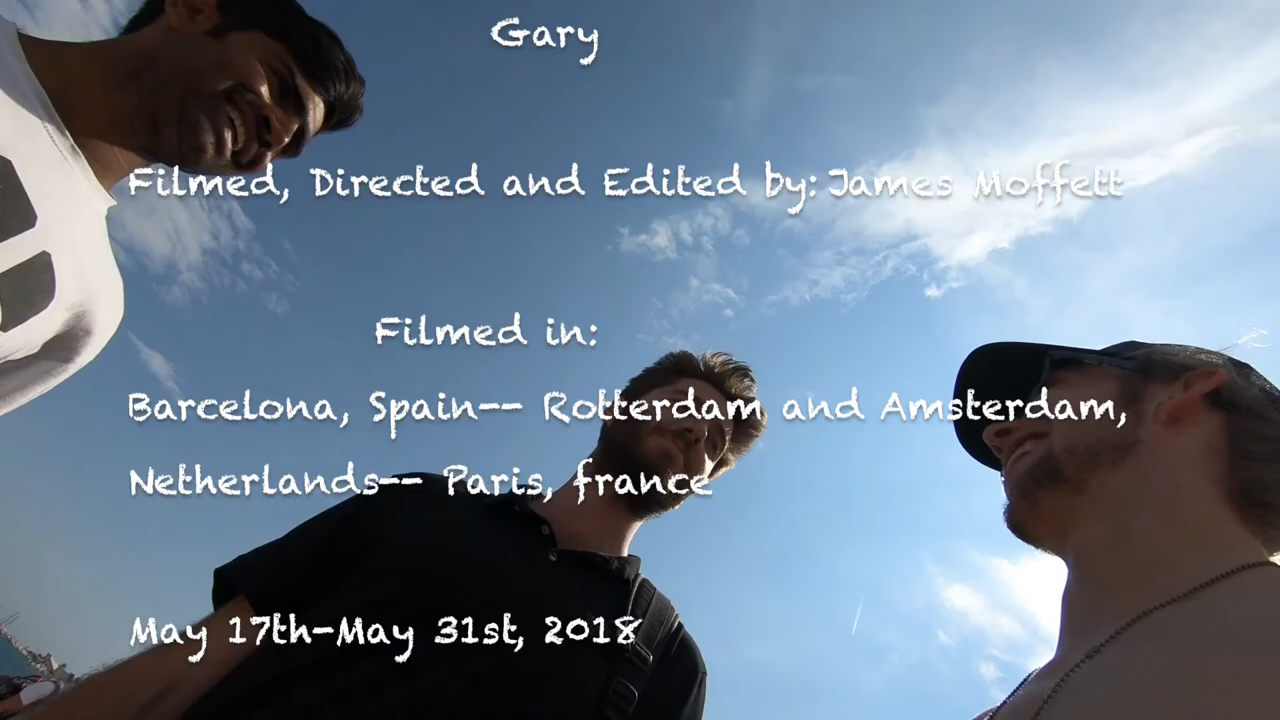 Gary
Filmed, Directed and Edited by: James Moffett
Filmed in:
Barcelona, Spain-- Rotterdam and Amsterdam,
Netherlands-- Paris, france
May 17th-May 31st, 2018